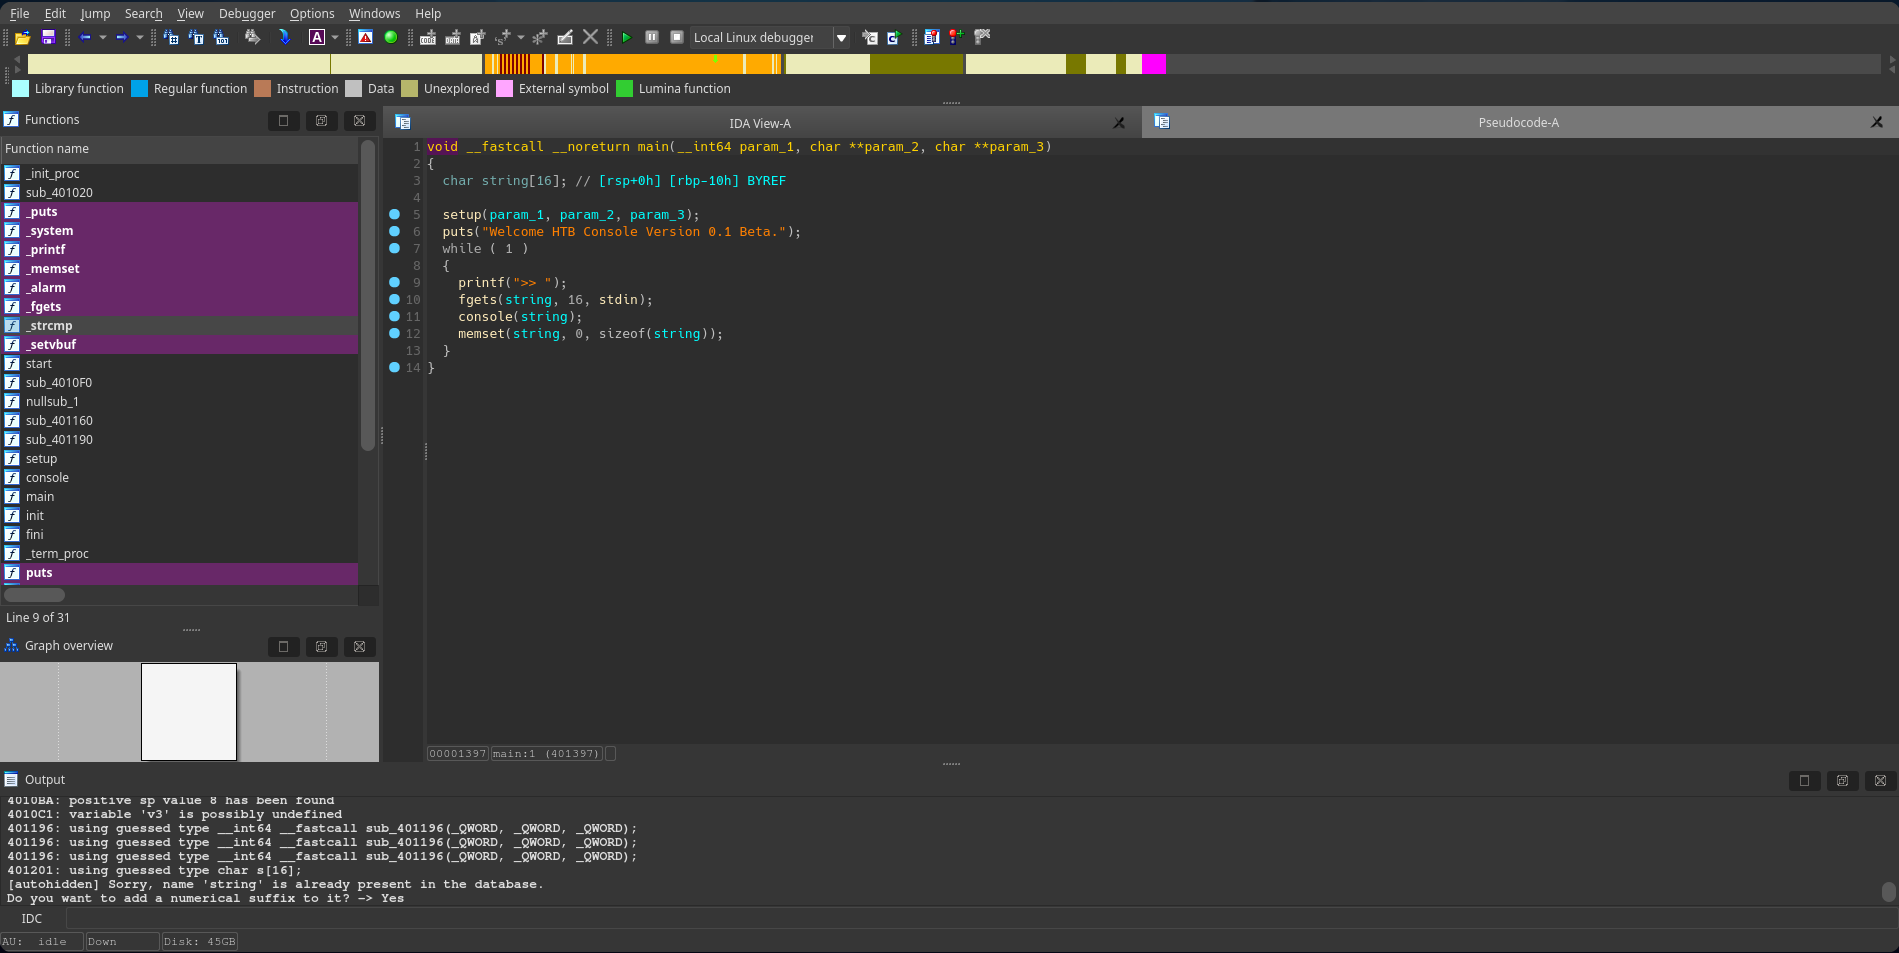 File Edit Jump Search View Debugger Options Windows Help
Local Linux debugger
Library function Regular function Instruction Data Unexplored External symbol Lumina function
Functions
Function name
_init_proc
sub_401020
_puts
_system
_printf
_memset
_alarm
_fgets
_strcmp
_setvbuf
start
sub_4010F0
nullsub_1
sub_401160
sub_401190
setup
console
main
init
fini
_term_proc
puts
Line 9 of 31
Graph overview
IDA View-A
Pseudocode-A
1 void __fastcall __noreturn main(__int64 param_1, char **param_2, char **param_3)
2 {
3 char string[16]; // [rsp+0h] [rbp-10h] BYREF
4
5 setup(param_1, param_2, param_3);
6 puts("Welcome HTB Console Version 0.1 Beta.");
7 while ( 1 )
8 {
9 printf(">> ");
10 fgets(string, 16, stdin);
11 console(string);
12 memset(string, 0, sizeof(string));
13 }
14 }
00001397 main:1 (401397)
Output
4010BA: positive sp value 8 has been found
4010C1: variable 'v3' is possibly undefined
401196: using guessed type __int64 __fastcall sub_401196(_QWORD, _QWORD, _QWORD);
401196: using guessed type __int64 __fastcall sub_401196(_QWORD, _QWORD, _QWORD);
401196: using guessed type __int64 __fastcall sub_401196(_QWORD, _QWORD, _QWORD);
401201: using guessed type char s[16];
[autohidden] Sorry, name 'string' is already present in the database.
Do you want to add a numerical suffix to it? -> Yes
IDC
AU: idle Down Disk: 45GB